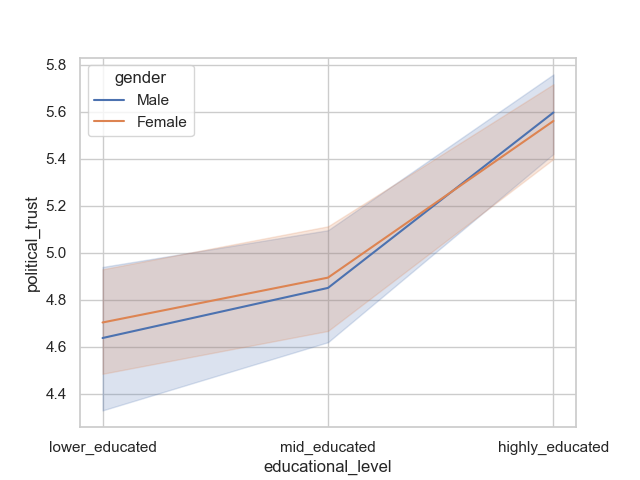 5.8
5.6
5.4
5.2
5.0
4.8
4.6
4.4
political_trust
gender
Male
Female
lower_educated
mid_educated
highly_educated
educational_level